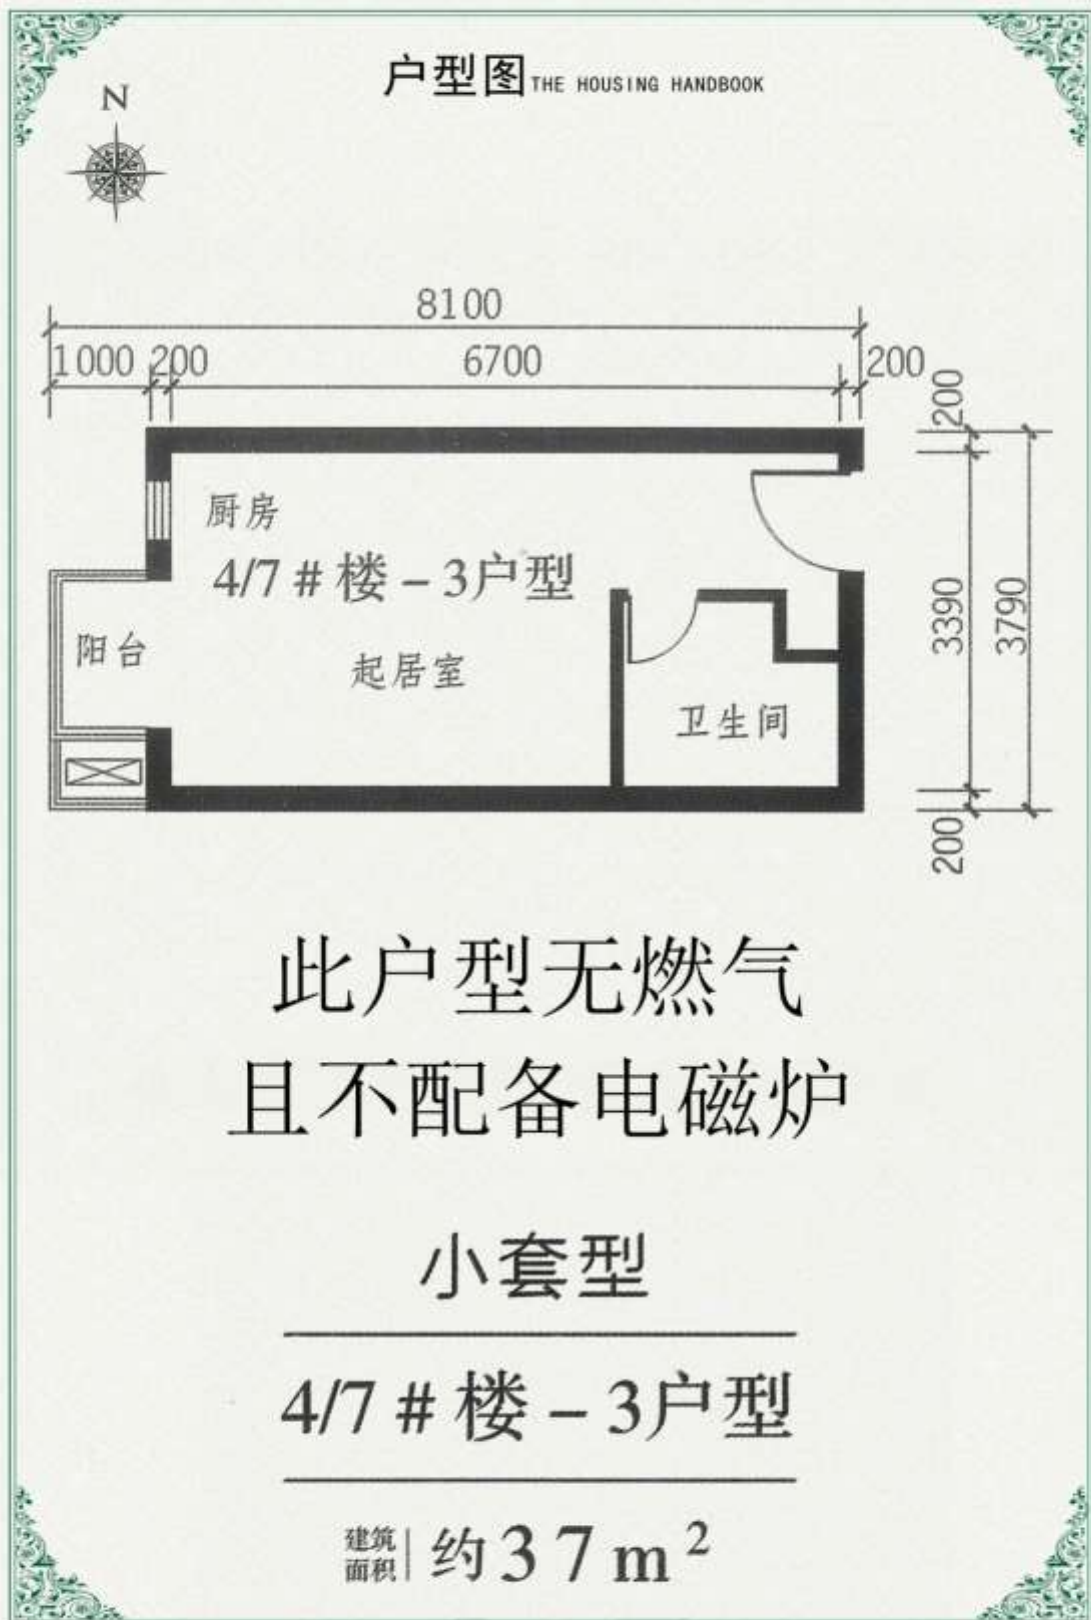 户型图 THE HOUSING HANDBOOK
N
8100
1000 200 6700 200
200
厨房
4/7#楼-3户型
阳台
起居室
卫生间
3390
3790
200
此户型无燃气
且不配备电磁炉
小套型
4/7#楼-3户型
建筑面积 约37m²